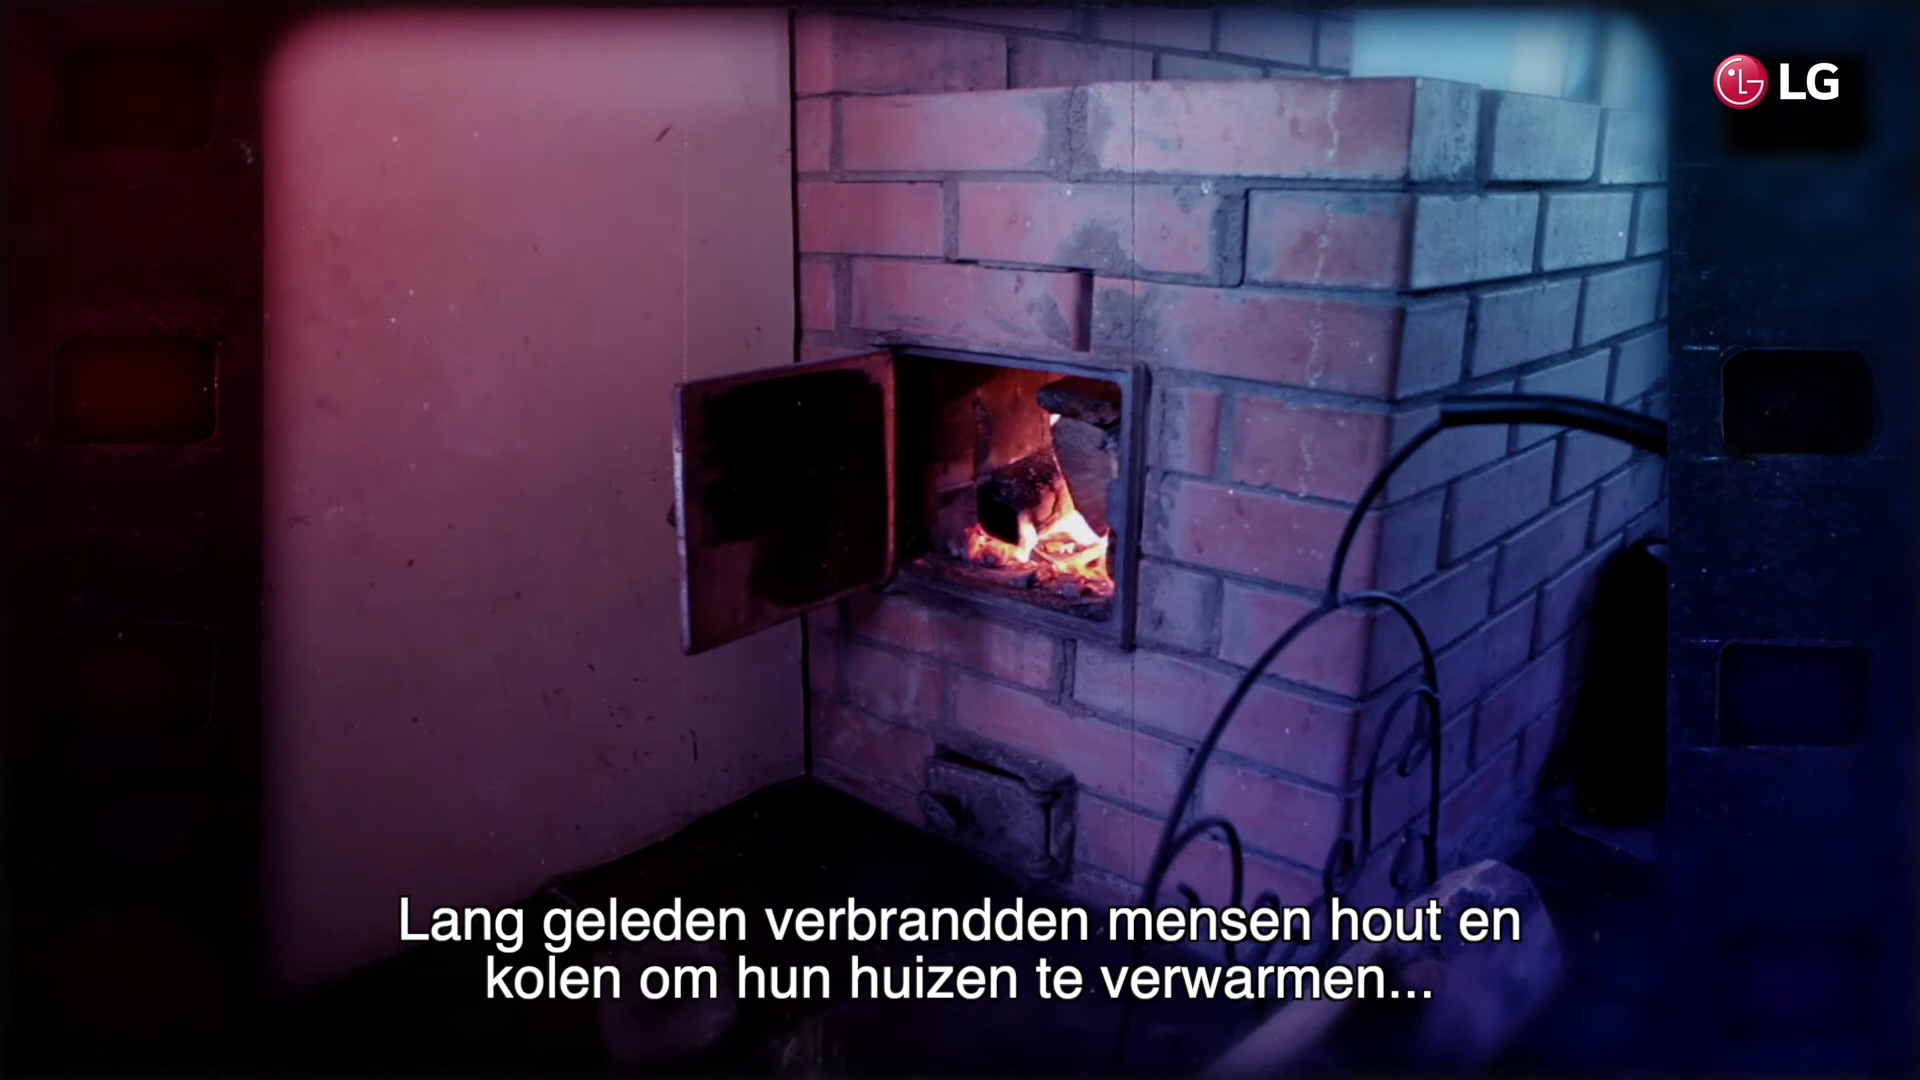 LG
Lang geleden verbrandden mensen hout en
kolen om hun huizen te verwarmen...